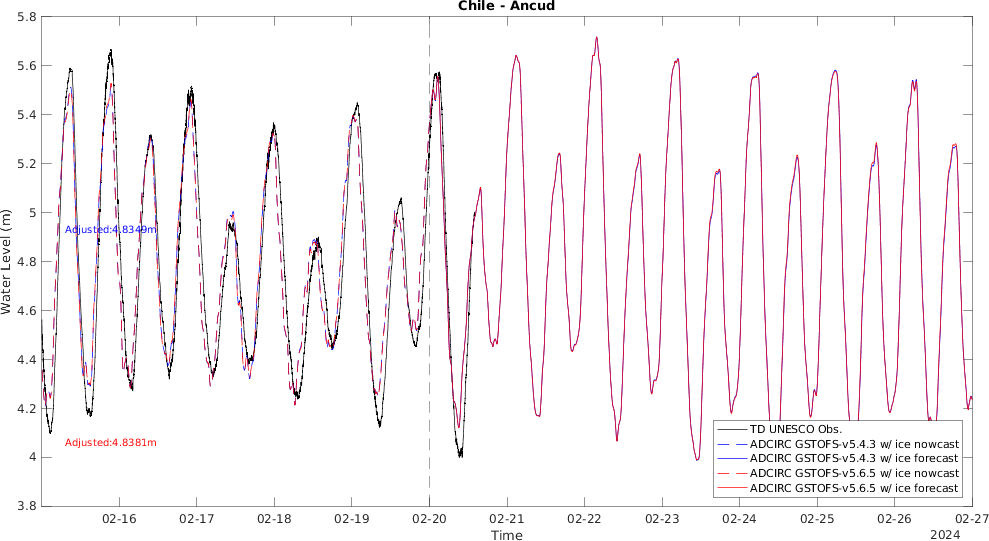 Chile - Ancud
5.8
5.6
5.4
5.2
5
4.8
4.6
4.4
4.2
4
3.8
Water Level (m)
Adjusted:4.8349m
Adjusted:4.8381m
TD UNESCO Obs.
ADCIRC GSTOFS-v5.4.3 w/ ice nowcast
ADCIRC GSTOFS-v5.4.3 w/ ice forecast
ADCIRC GSTOFS-v5.6.5 w/ ice nowcast
ADCIRC GSTOFS-v5.6.5 w/ ice forecast
02-16 02-17 02-18 02-19 02-20 02-21 02-22 02-23 02-24 02-25 02-26 02-27
Time
2024